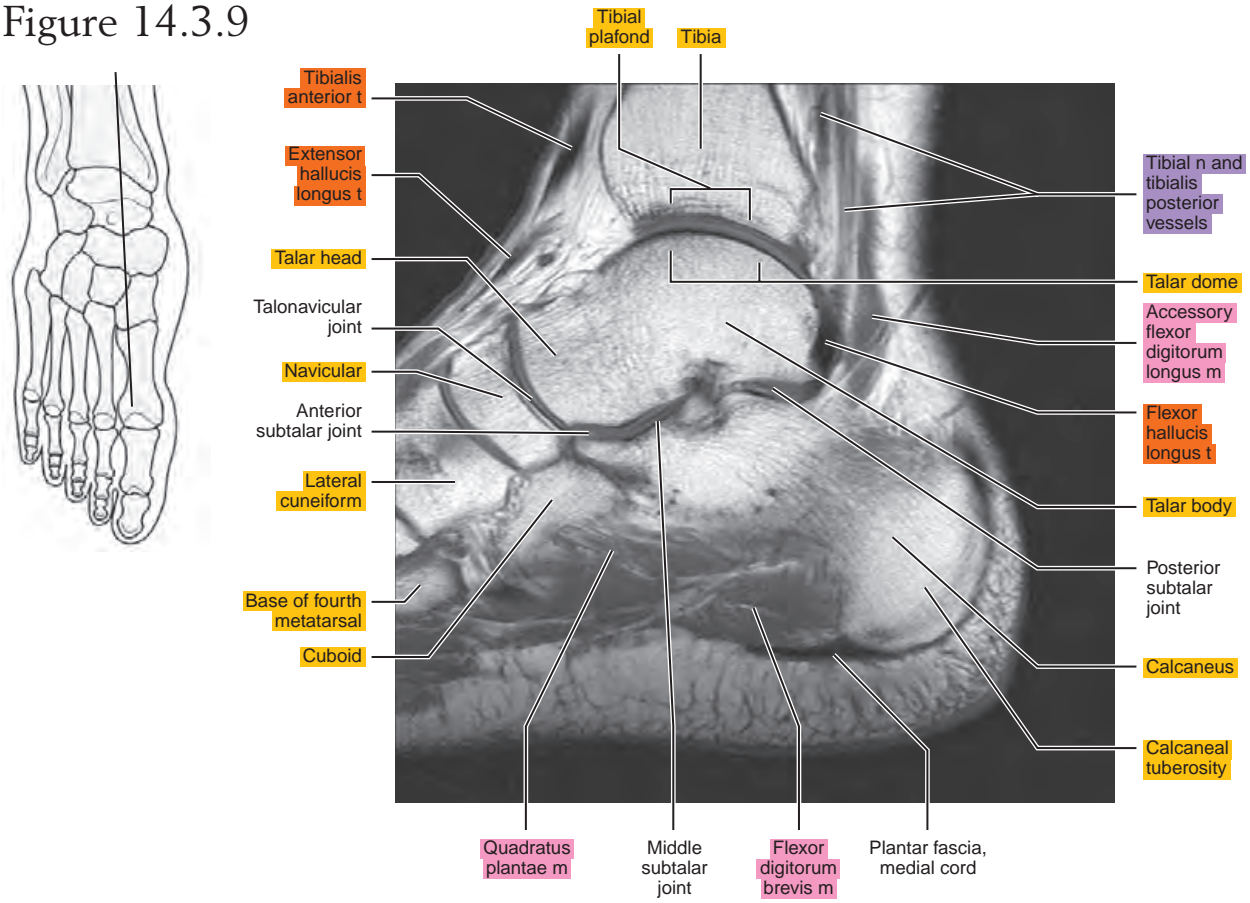 Figure 14.3.9
Tibial
plafond
Tibia
Tibialis
anterior t
Extensor
hallucis
longus t
Talar head
Talonavicular
joint
Navicular
Anterior
subtalar joint
Lateral
cuneiform
Base of fourth
metatarsal
Cuboid
Quadratus
plantae m
Middle
subtalar
joint
Flexor
digitorum
brevis m
Plantar fascia,
medial cord
Tibial n and
tibialis
posterior
vessels
Talar dome
Accessory
flexor
digitorum
longus m
Flexor
hallucis
longus t
Talar body
Posterior
subtalar
joint
Calcaneus
Calcaneal
tuberosity